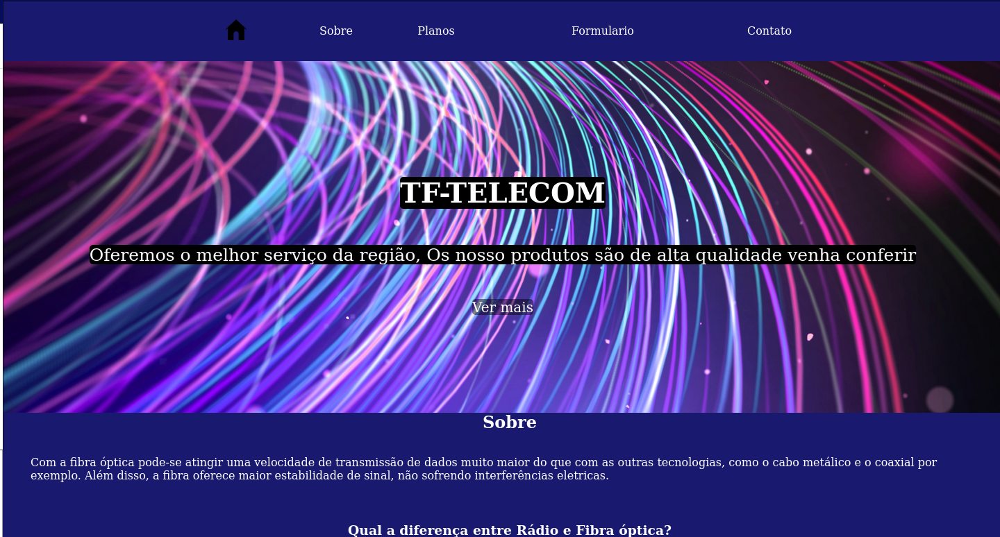 Sobre Planos Formulario Contato
TF-TELECOM
Oferemos o melhor serviço da região, Os nosso produtos são de alta qualidade venha conferir
Ver mais
Sobre
Com a fibra óptica pode-se atingir uma velocidade de transmissão de dados muito maior do que com as outras tecnologias, como o cabo metálico e o coaxial por
exemplo. Além disso, a fibra oferece maior estabilidade de sinal, não sofrendo interferências eletricas.
Qual a diferença entre Rádio e Fibra óptica?